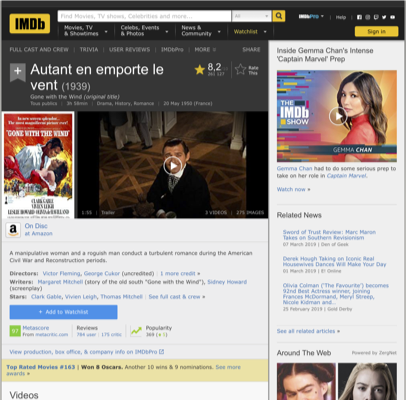 IMDb
Find Movies, TV shows, Celebrities and more...
All
Movies, TV
& Showtimes
Celebs, Events
& Photos
News &
Community
Watchlist
IMDbPro
Help
Sign in
FULL CAST AND CREW | TRIVIA | USER REVIEWS | IMDbPro | MORE
SHARE
Autant en emporte le
vent (1939)
8,2
Rate
This
Gone with the Wind (original title)
Tous publics | 3h 58min | Drama, History, Romance | 20 May 1950 (France)
GONE WITH THE WIND
CLARK GABLE
VIVIEN LEIGH
LESLIE HOWARD OLIVIA de HAVILLAND
1:55 | Trailer
3 VIDEOS | 275 IMAGES
On Disc
at Amazon
A manipulative woman and a roguish man conduct a turbulent romance during the American
Civil War and Reconstruction periods.
Directors: Victor Fleming, George Cukor (uncredited) | 1 more credit »
Writers: Margaret Mitchell (story of the old south "Gone with the Wind"), Sidney Howard
(screenplay)
Stars: Clark Gable, Vivien Leigh, Thomas Mitchell | See full cast & crew »
+ Add to Watchlist
97
Metascore
From metacritic.com
Reviews
784 user | 175 critic
Popularity
View production, box office, & company info on IMDbPro
Top Rated Movies #163 | Won 8 Oscars. Another 10 wins & 9 nominations. See more
awards »
Videos
Inside Gemma Chan's Intense
'Captain Marvel' Prep
THE
IMDb
SHOW
GEMMA CHAN
Gemma Chan had to do some serious prep
to take on her role in Captain Marvel.
Watch now »
Related News
Sword of Trust Review: Marc Maron
Takes on Southern Revisionism
07 March 2019 | Den of Geek
Derek Hough Taking on Iconic Real
Housewives Dances Will Make Your Day
01 March 2019 | E! Online
Olivia Colman ('The Favourite') becomes
92nd Best Actress winner, joining
Frances McDormand, Meryl Streep,
Nicole Kidman and...
25 February 2019 | Gold Derby
See all related articles »
Around The Web
Powered by ZergNet